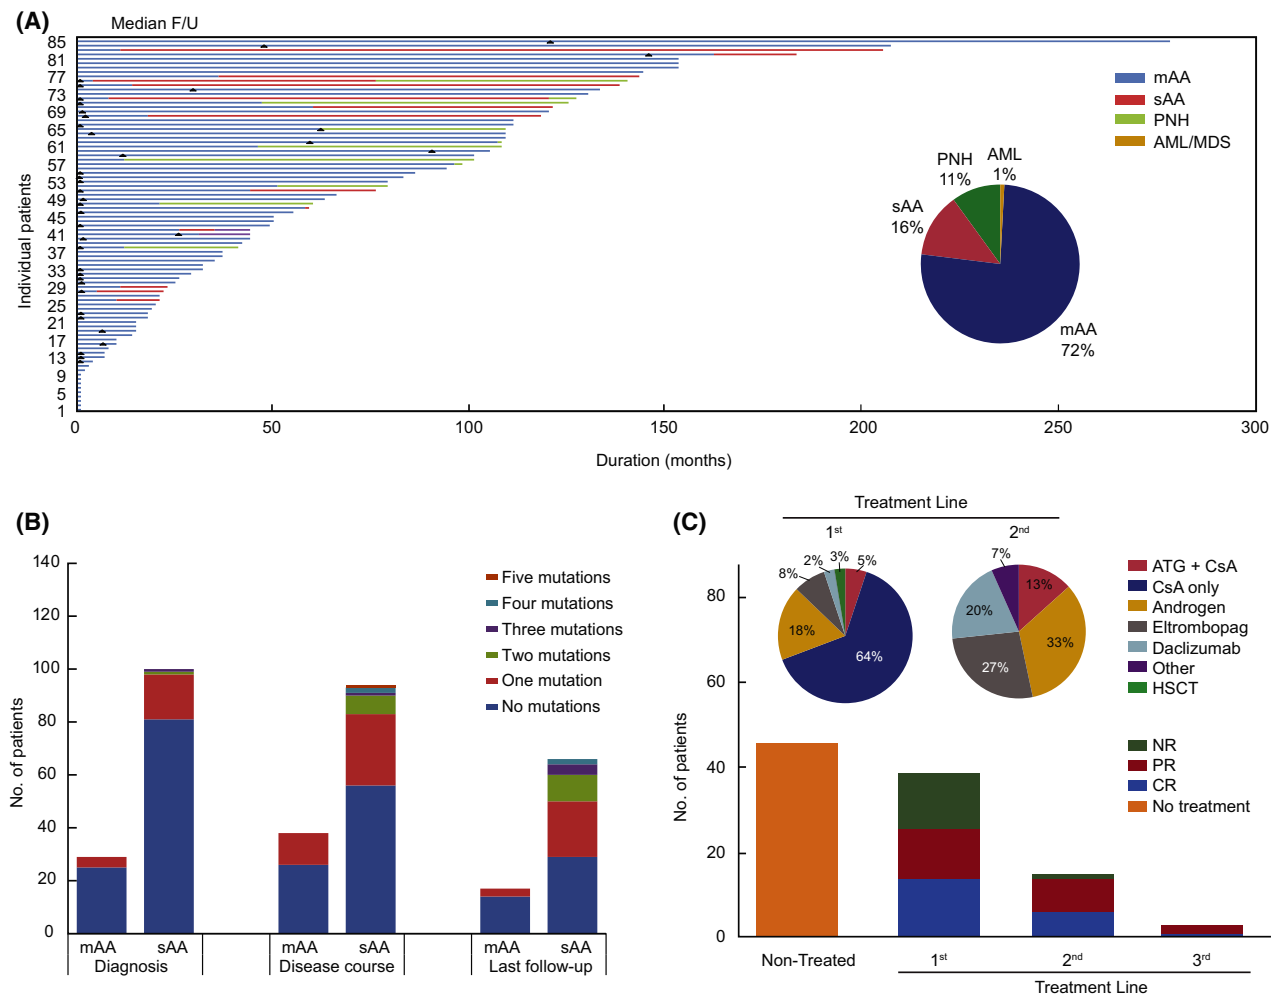 (A)
Median F/U
Individual patients
85
81
77
73
69
65
61
57
53
49
45
41
37
33
29
25
21
17
13
9
5
1
0
50
100
150
200
250
300
Duration (months)
mAA
sAA
PNH
AML/MDS
PNH
11%
AML
1%
sAA
16%
mAA
72%
(B)
No. of patients
140
120
100
80
60
40
20
0
Five mutations
Four mutations
Three mutations
Two mutations
One mutation
No mutations
mAA
sAA
mAA
sAA
mAA
sAA
Diagnosis
Disease course
Last follow-up
(C)
Treatment Line
1st
2nd
8%
2%
3%
5%
18%
64%
7%
13%
20%
33%
27%
ATG + CsA
CsA only
Androgen
Eltrombopag
Daclizumab
Other
HSCT
NR
PR
CR
No treatment
No. of patients
80
60
40
20
0
Non-Treated
1st
2nd
3rd
Treatment Line